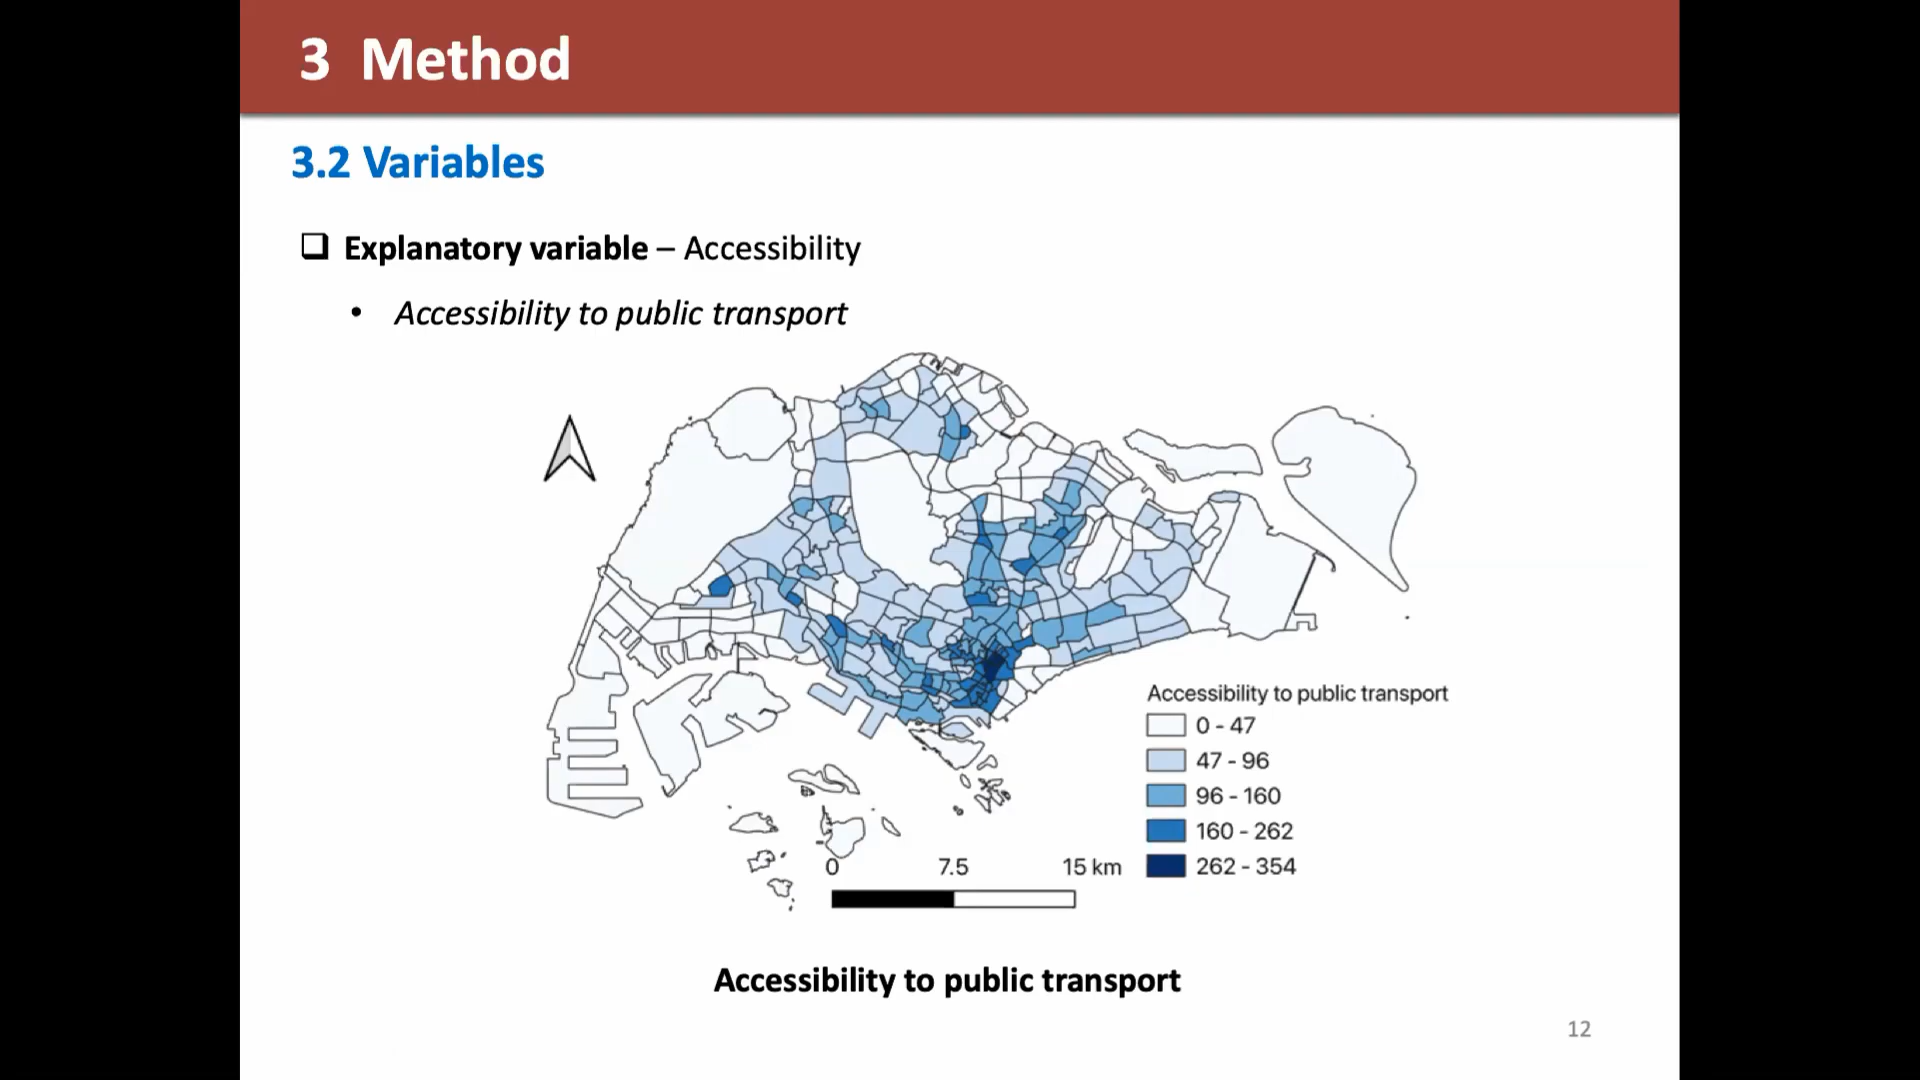 3 Method
3.2 Variables
❑ Explanatory variable – Accessibility
• Accessibility to public transport
Accessibility to public transport
0 - 47
47 - 96
96 - 160
160 - 262
262 - 354
0 7.5 15 km
Accessibility to public transport
12